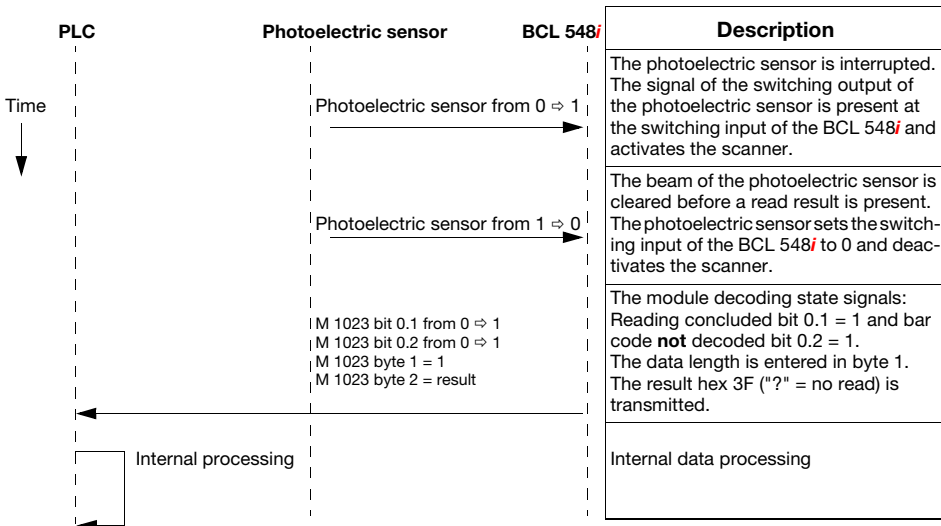 PLC
Photoelectric sensor
BCL 548i
Description
Time
Photoelectric sensor from 0 ⇨ 1
The photoelectric sensor is interrupted.
The signal of the switching output of
the photoelectric sensor is present at
the switching input of the BCL 548i and
activates the scanner.
Photoelectric sensor from 1 ⇨ 0
The beam of the photoelectric sensor is
cleared before a read result is present.
The photoelectric sensor sets the switch-
ing input of the BCL 548i to 0 and deac-
tivates the scanner.
M 1023 bit 0.1 from 0 ⇨ 1
M 1023 bit 0.2 from 0 ⇨ 1
M 1023 byte 1 = 1
M 1023 byte 2 = result
The module decoding state signals:
Reading concluded bit 0.1 = 1 and bar
code not decoded bit 0.2 = 1.
The data length is entered in byte 1.
The result hex 3F ("?" = no read) is
transmitted.
Internal processing
Internal data processing